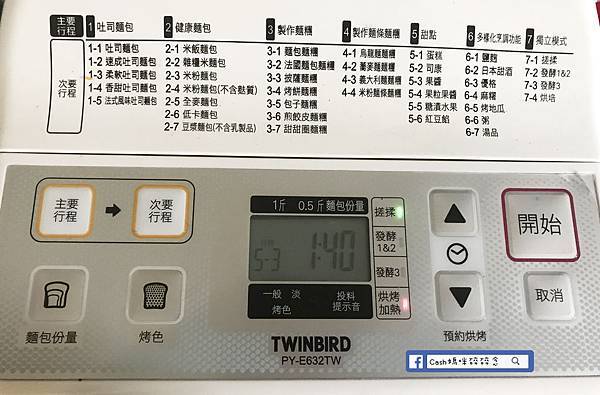 主要行程
次要行程
1 吐司麵包
1-1 吐司麵包
1-2 速成吐司麵包
1-3 柔軟吐司麵包
1-4 香甜吐司麵包
1-5 法式風味吐司麵包
2 健康麵包
2-1 米飯麵包
2-2 雜糧米麵包
2-3 米粉麵包
2-4 米粉麵包(不含麩質)
2-5 全麥麵包
2-6 低卡麵包
2-7 豆漿麵包(不含乳製品)
3 製作麵糰
3-1 麵包麵糰
3-2 法國麵包麵糰
3-3 披薩麵糰
3-4 烤餅麵糰
3-5 包子麵糰
3-6 煎餃皮麵糰
3-7 甜甜圈麵糰
4 製作麵條麵糰
4-1 烏龍麵麵糰
4-2 蕎麥麵麵糰
4-3 義大利麵麵糰
4-4 米粉麵條麵糰
5 甜點
5-1 蛋糕
5-2 司康
5-3 果醬
5-4 果粒果醬
5-5 糖漬水果
5-6 紅豆餡
6 多樣化烹調功能
6-1 鹽麴
6-2 日本甜酒
6-3 優格
6-4 麻糬
6-5 烤地瓜
6-6 粥
6-7 湯品
7 獨立模式
7-1 搓揉
7-2 發酵1&2
7-3 發酵3
7-4 烘培
主要行程
次要行程
麵包份量
烤色
1斤 0.5斤麵包份量
5-3 1:40
一般 淡
烤色
投料提示音
搓揉
發酵1&2
發酵3
烘烤加熱
預約烘烤
開始
取消
TWINBIRD
PY-E632TW
f Cash媽咪碎碎念